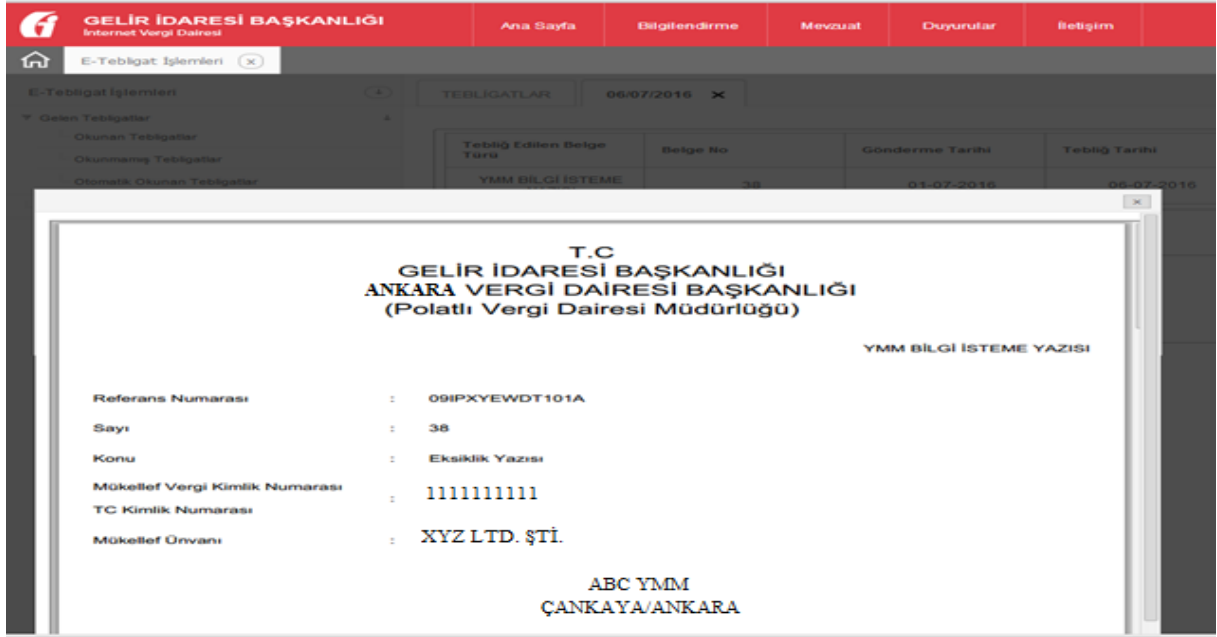 GELİR İDARESİ BAŞKANLIĞI
İnternet Vergi Dairesi
Ana Sayfa
Bilgilendirme
Mevzuat
Duyurular
İletişim
E-Tebligat İşlemleri
E-Tebligat İşlemleri
TEBLİGATLAR
06/07/2016
Gelen Tebligatlar
Okunan Tebligatlar
Okunmamış Tebligatlar
Otomatik Okunan Tebligatlar
Tebliğ Edilen Belge
Türü
Belge No
Gönderme Tarihi
Tebliğ Tarihi
YMM BİLGİ İSTEME
38
01-07-2016
06-07-2016
T.C
GELİR İDARESİ BAŞKANLIĞI
ANKARA VERGİ DAİRESİ BAŞKANLIĞI
(Polatlı Vergi Dairesi Müdürlüğü)
YMM BİLGİ İSTEME YAZISI
Referans Numarası : 09IPXYEWDT101A
Sayı : 38
Konu : Eksiklik Yazısı
Mükellef Vergi Kimlik Numarası
TC Kimlik Numarası : 1111111111
Mükellef Ünvanı : XYZ LTD. ŞTİ.
ABC YMM
ÇANKAYA/ANKARA